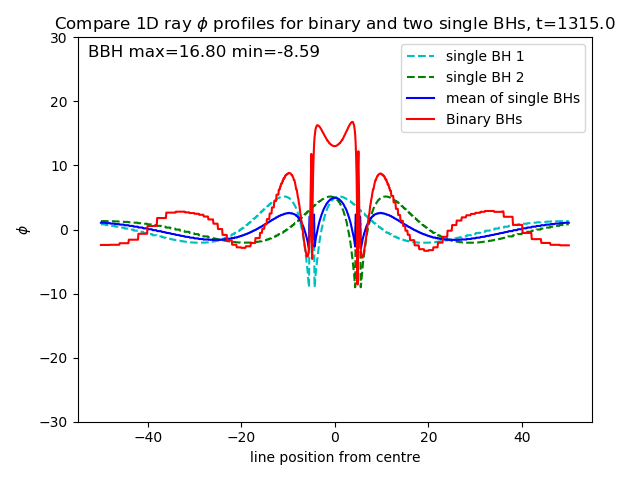 Compare 1D ray ϕ profiles for binary and two single BHs, t=1315.0
BBH max=16.80 min=-8.59
single BH 1
single BH 2
mean of single BHs
Binary BHs
30
20
10
0
−10
−20
−30
ϕ
−40
−20
0
20
40
line position from centre